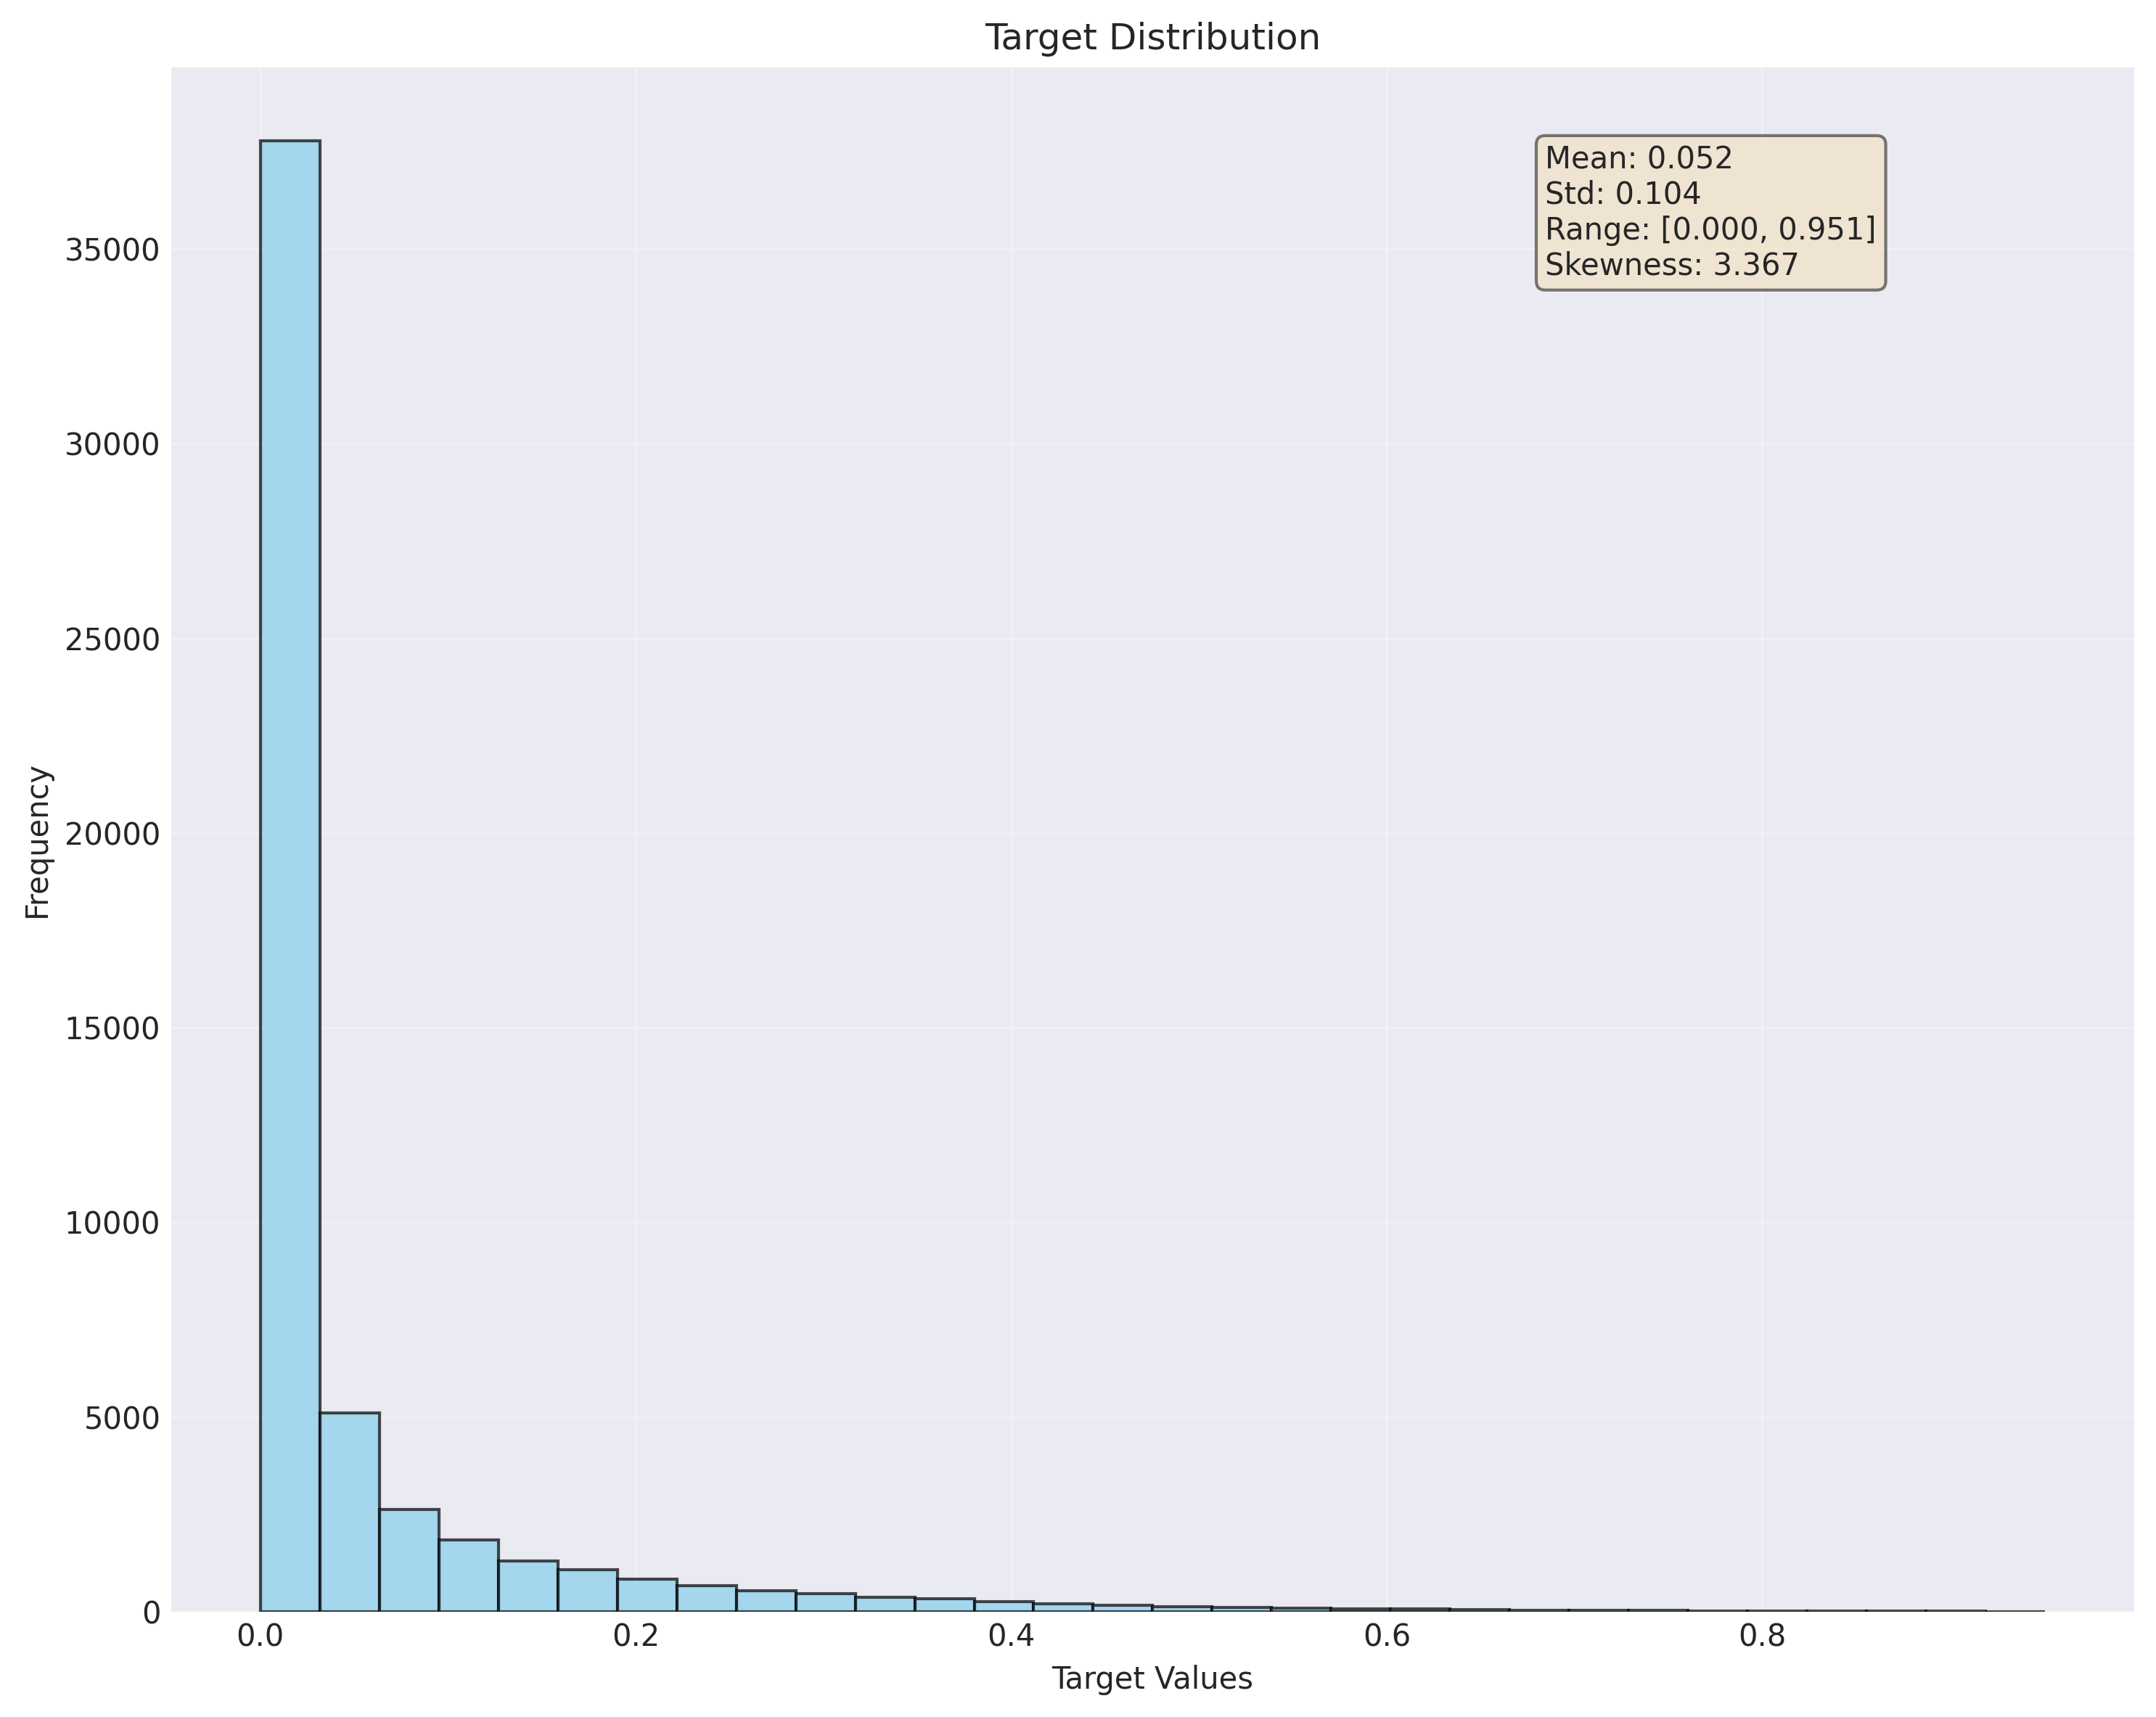 Target Distribution
Mean: 0.052
Std: 0.104
Range: [0.000, 0.951]
Skewness: 3.367
35000
30000
25000
20000
15000
10000
5000
0
Frequency
0.0 0.2 0.4 0.6 0.8
Target Values